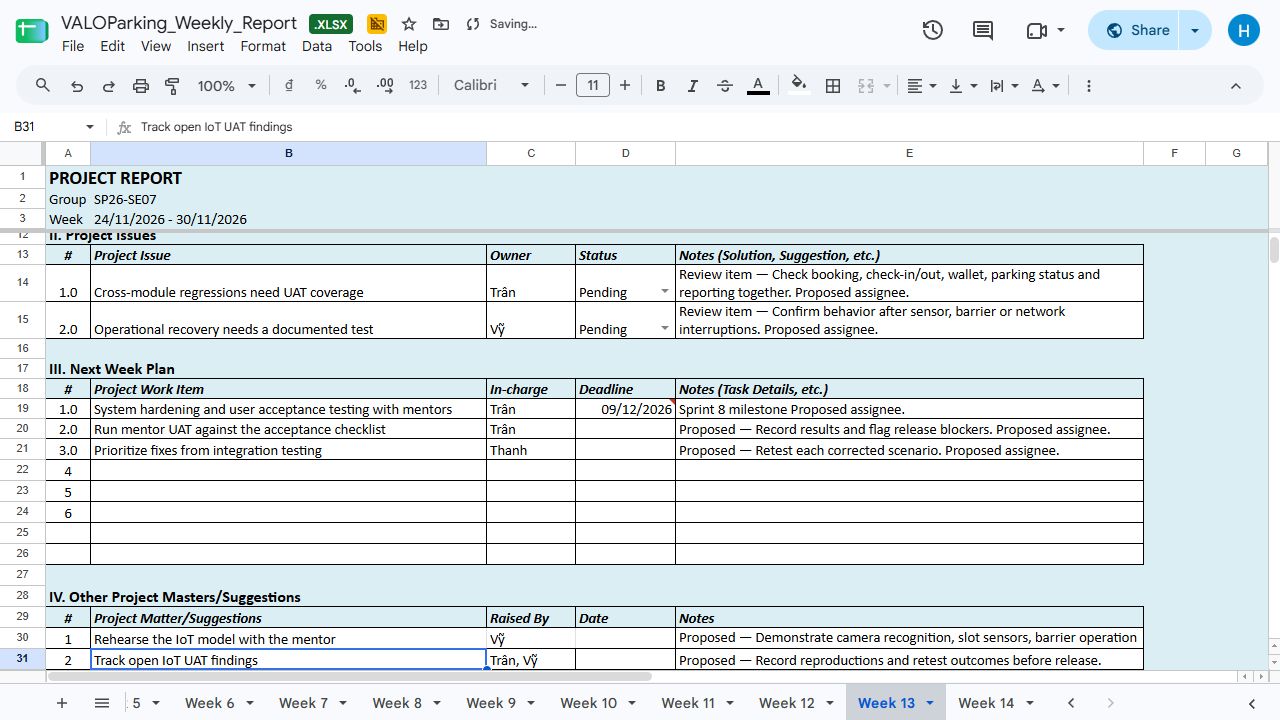 VALOParking_Weekly_Report .XLSX Saving...
File Edit View Insert Format Data Tools Help
Share
H
100% đ % .0 .00 123 Calibri 11 B I S A
B31 fx Track open IoT UAT findings
A B C D E F G
1 PROJECT REPORT
2 Group SP26-SE07
3 Week 24/11/2026 - 30/11/2026
12 II. Project Issues
13 # Project Issue Owner Status Notes (Solution, Suggestion, etc.)
14 1.0 Cross-module regressions need UAT coverage Trân Pending Review item — Check booking, check-in/out, wallet, parking status and
reporting together. Proposed assignee.
15 2.0 Operational recovery needs a documented test Vỹ Pending Review item — Confirm behavior after sensor, barrier or network
interruptions. Proposed assignee.
16
17 III. Next Week Plan
18 # Project Work Item In-charge Deadline Notes (Task Details, etc.)
19 1.0 System hardening and user acceptance testing with mentors Trân 09/12/2026 Sprint 8 milestone Proposed assignee.
20 2.0 Run mentor UAT against the acceptance checklist Trân Proposed — Record results and flag release blockers. Proposed assignee.
21 3.0 Prioritize fixes from integration testing Thanh Proposed — Retest each corrected scenario. Proposed assignee.
22 4
23 5
24 6
25
26
27
28 IV. Other Project Masters/Suggestions
29 # Project Matter/Suggestions Raised By Date Notes
30 1 Rehearse the IoT model with the mentor Vỹ Proposed — Demonstrate camera recognition, slot sensors, barrier operation
31 2 Track open IoT UAT findings Trân, Vỹ Proposed — Record reproductions and retest outcomes before release.
5 Week 6 Week 7 Week 8 Week 9 Week 10 Week 11 Week 12 Week 13 Week 14